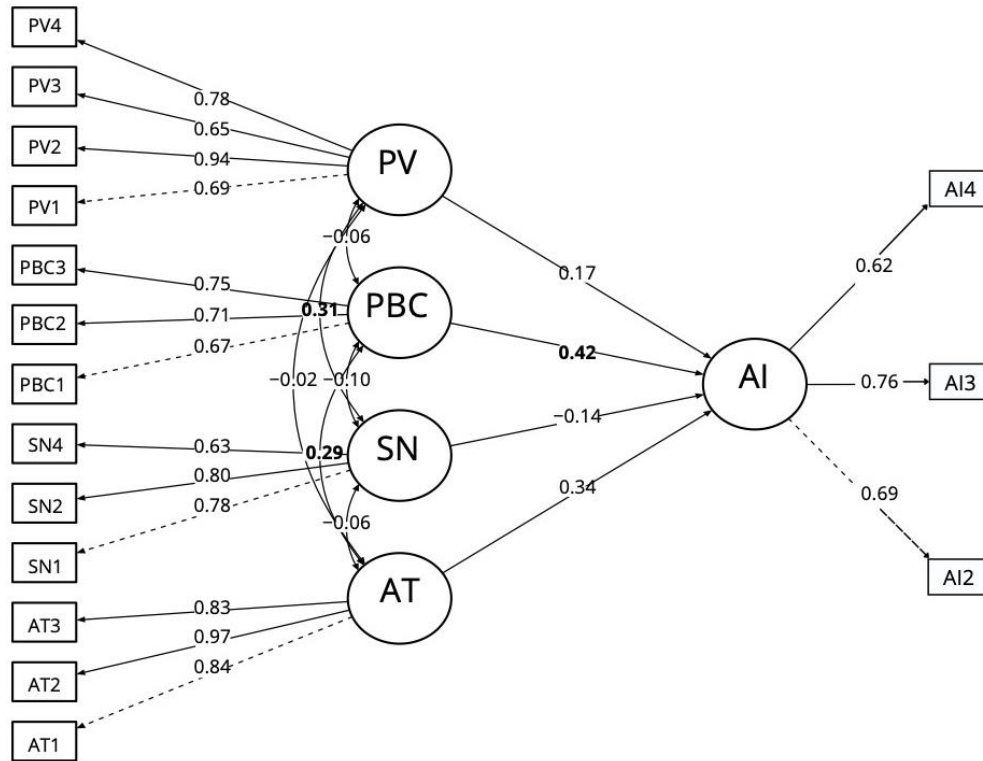 PV4
PV3
PV2
PV1
PBC3
PBC2
PBC1
SN4
SN2
SN1
AT3
AT2
AT1
0.78
0.65
0.94
0.69
0.75
0.71
0.67
0.63
0.80
0.78
0.83
0.97
0.84
PV
PBC
SN
AT
−0.06
0.31
−0.02
−0.10
0.29
−0.06
0.17
0.42
−0.14
0.34
AI
0.62
0.76
0.69
AI4
AI3
AI2